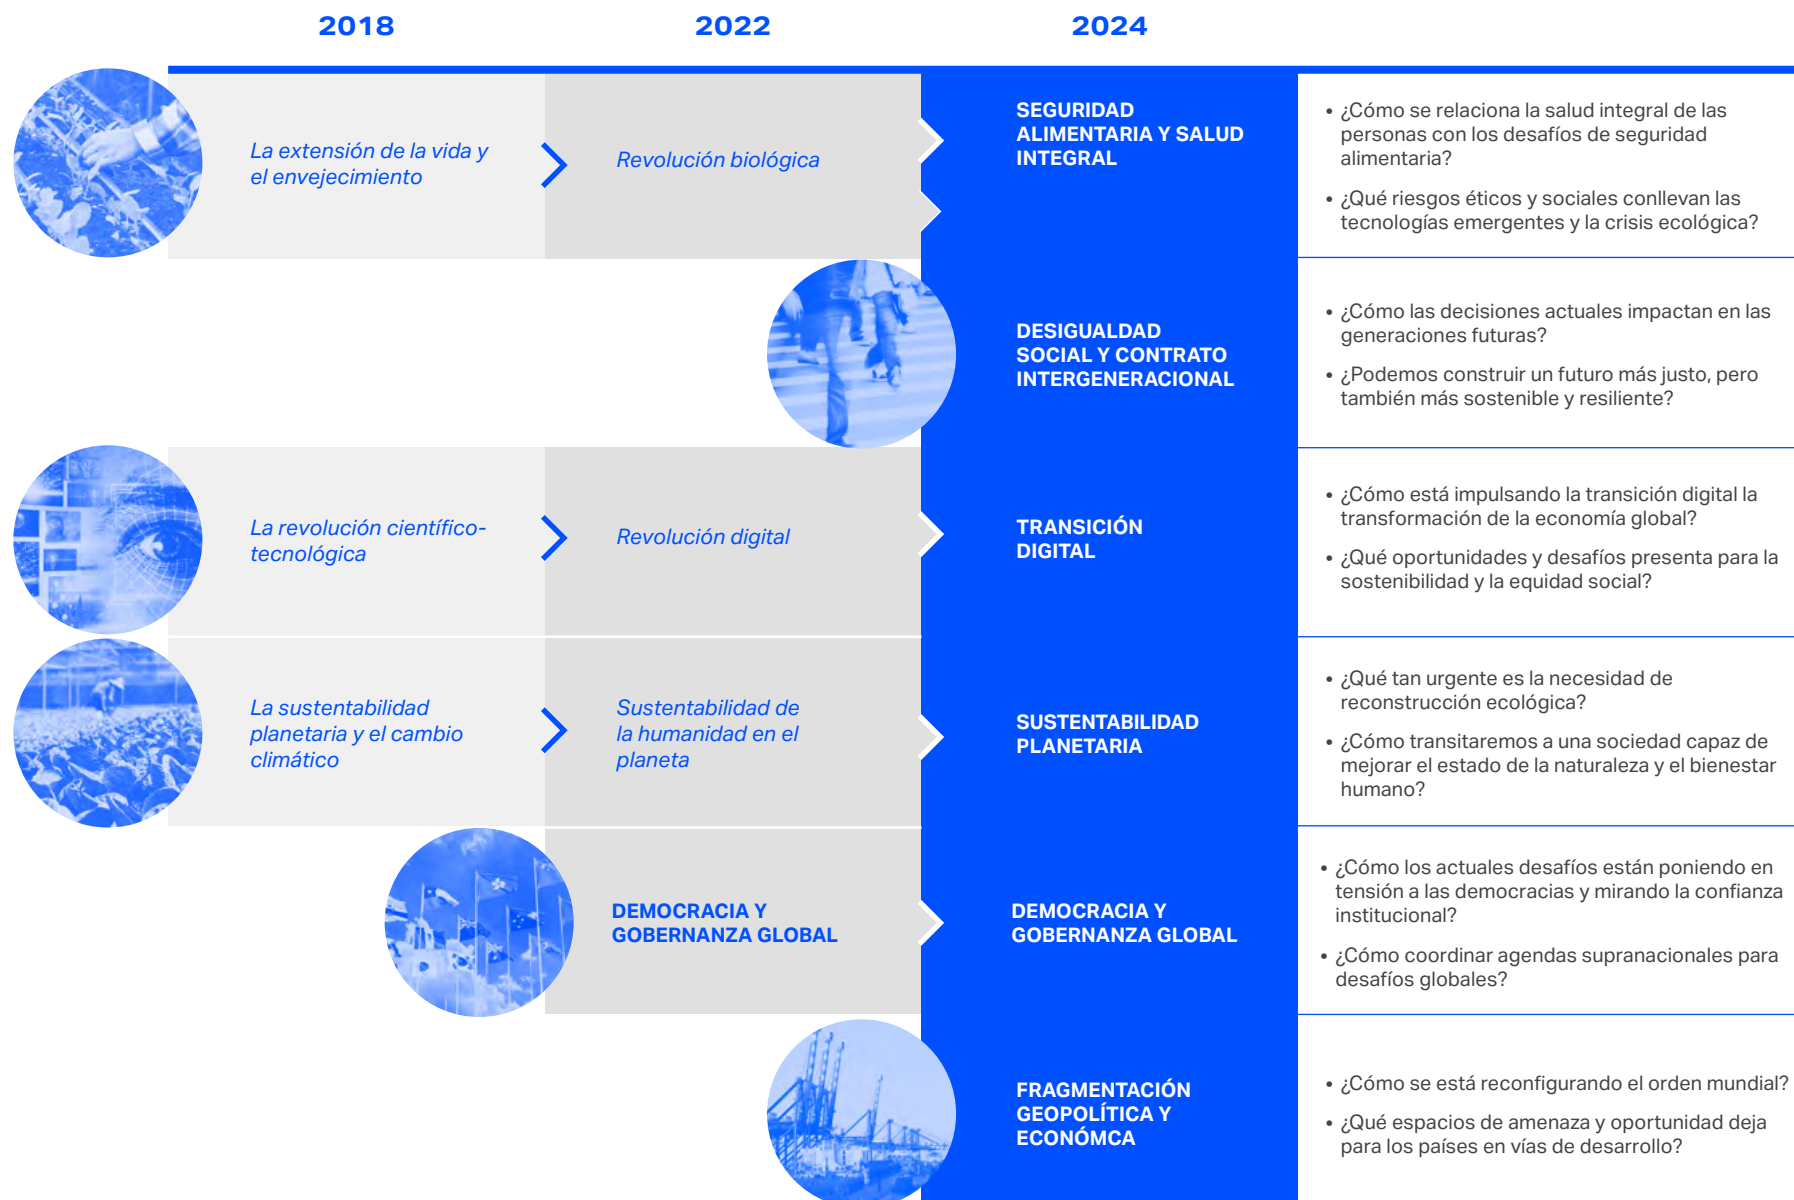 2018
2022
2024
La extensión de la vida y
el envejecimiento
Revolución biológica
SEGURIDAD
ALIMENTARIA Y SALUD
INTEGRAL
• ¿Cómo se relaciona la salud integral de las
personas con los desafíos de seguridad
alimentaria?
• ¿Qué riesgos éticos y sociales conllevan las
tecnologías emergentes y la crisis ecológica?
DESIGUALDAD
SOCIAL Y CONTRATO
INTERGENERACIONAL
• ¿Cómo las decisiones actuales impactan en las
generaciones futuras?
• ¿Podemos construir un futuro más justo, pero
también más sostenible y resiliente?
La revolución científico-
tecnológica
Revolución digital
TRANSICIÓN
DIGITAL
• ¿Cómo está impulsando la transición digital la
transformación de la economía global?
• ¿Qué oportunidades y desafíos presenta para la
sostenibilidad y la equidad social?
La sustentabilidad
planetaria y el cambio
climático
Sustentabilidad de
la humanidad en el
planeta
SUSTENTABILIDAD
PLANETARIA
• ¿Qué tan urgente es la necesidad de
reconstrucción ecológica?
• ¿Cómo transitaremos a una sociedad capaz de
mejorar el estado de la naturaleza y el bienestar
humano?
DEMOCRACIA Y
GOBERNANZA GLOBAL
DEMOCRACIA Y
GOBERNANZA GLOBAL
• ¿Cómo los actuales desafíos están poniendo en
tensión a las democracias y mirando la confianza
institucional?
• ¿Cómo coordinar agendas supranacionales para
desafíos globales?
FRAGMENTACIÓN
GEOPOLÍTICA Y
ECONÓMCA
• ¿Cómo se está reconfigurando el orden mundial?
• ¿Qué espacios de amenaza y oportunidad deja
para los países en vías de desarrollo?